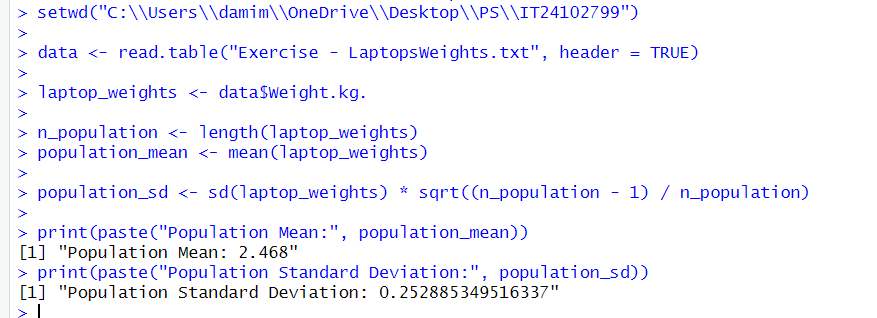 > setwd("C:\\Users\\damim\\OneDrive\\Desktop\\PS\\IT24102799")
>
> data <- read.table("Exercise - LaptopsWeights.txt", header = TRUE)
>
> laptop_weights <- data$Weight.kg.
>
> n_population <- length(laptop_weights)
> population_mean <- mean(laptop_weights)
>
> population_sd <- sd(laptop_weights) * sqrt((n_population - 1) / n_population)
>
> print(paste("Population Mean:", population_mean))
[1] "Population Mean: 2.468"
> print(paste("Population Standard Deviation:", population_sd))
[1] "Population Standard Deviation: 0.252885349516337"
>